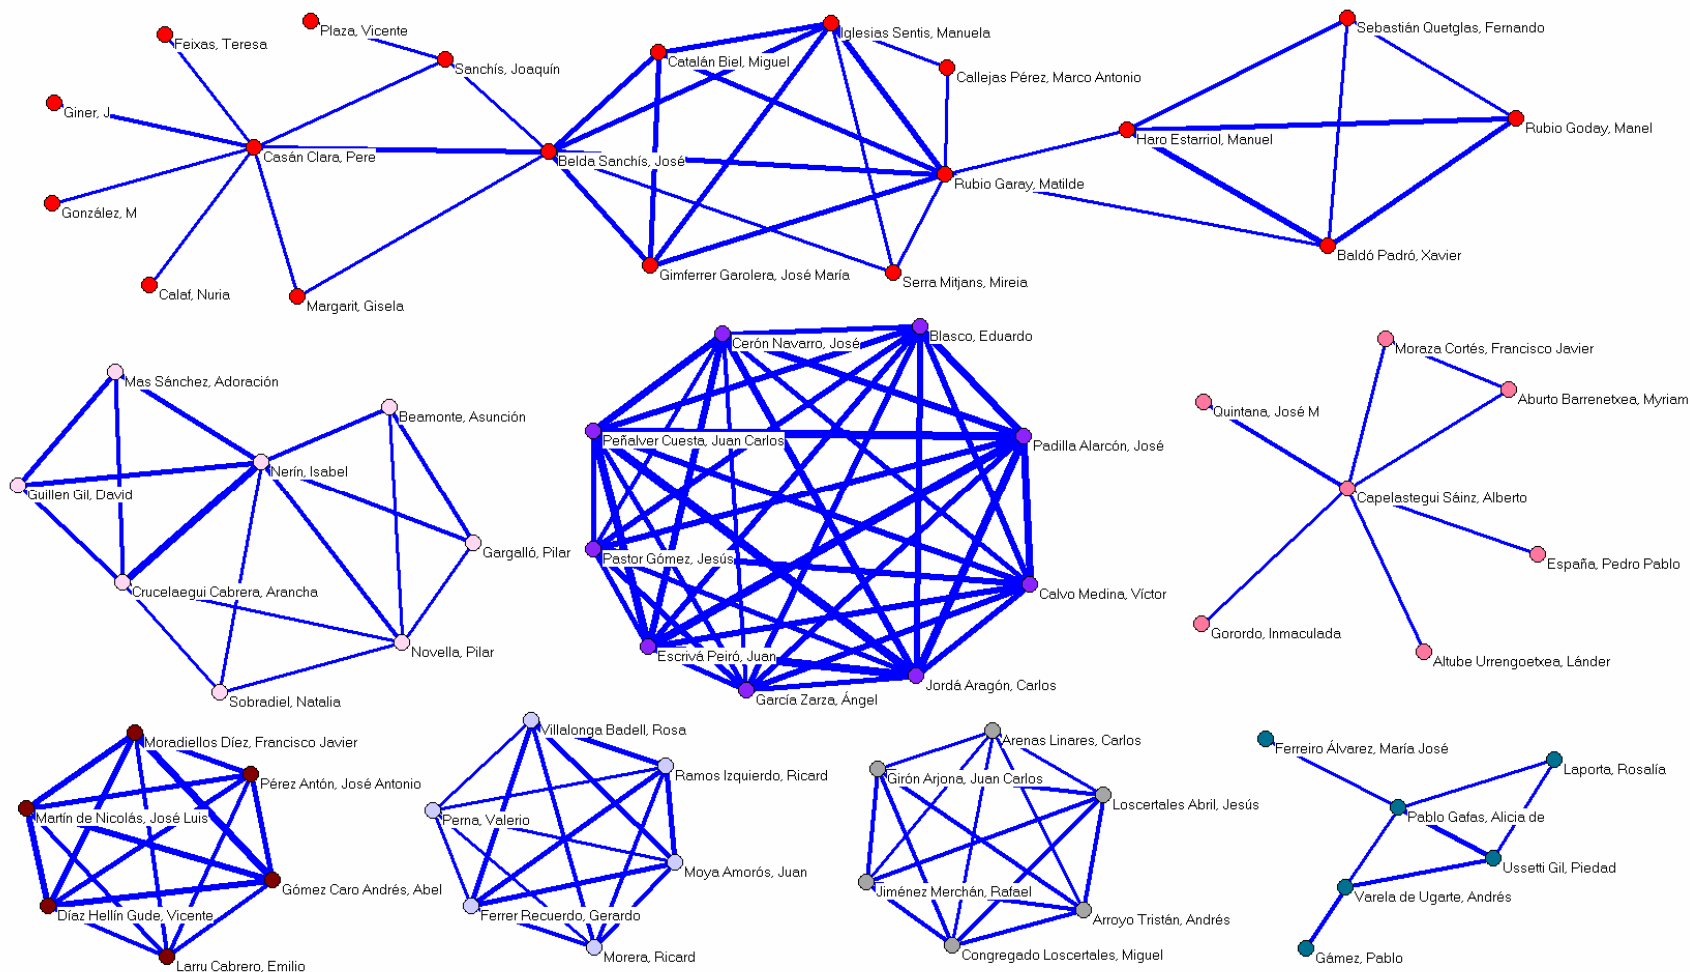 Plaza, Vicente
Feixas, Teresa
Sanchís, Joaquín
Giner, J
Casán Clara, Pere
González, M
Calaf, Nuria
Margarit, Gisela
Iglesias Sentis, Manuela
Catalán Biel, Miguel
Callejas Pérez, Marco Antonio
Belda Sanchís, José
Rubio Garay, Matilde
Gimferrer Garolera, José María
Serra Mitjans, Mireia
Sebastián Quetglas, Fernando
Rubio Goday, Manel
Haro Estarriol, Manuel
Baldó Padró, Xavier
Mas Sánchez, Adoración
Beamonte, Asunción
Nerín, Isabel
Guillen Gil, David
Gargalló, Pilar
Crucelaegui Cabrera, Arancha
Novella, Pilar
Sobradiel, Natalia
Cerón Navarro, José
Blasco, Eduardo
Peñalver Cuesta, Juan Carlos
Padilla Alarcón, José
Pastor Gómez, Jesús
Calvo Medina, Víctor
Escrivá Peiró, Juan
Jordá Aragón, Carlos
García Zarza, Ángel
Moraza Cortés, Francisco Javier
Aburto Barrenetxea, Myriam
Quintana, José M
Capelastegui Sáinz, Alberto
España, Pedro Pablo
Gorordo, Inmaculada
Altube Urrengoetxea, Lánder
Moradiellos Díez, Francisco Javier
Pérez Antón, José Antonio
Martín de Nicolás, José Luis
Gómez Caro Andrés, Abel
Díaz Hellín Gude, Vicente
Larru Cabrero, Emilio
Villalonga Badell, Rosa
Ramos Izquierdo, Ricard
Perna, Valerio
Moya Amorós, Juan
Ferrer Recuerdo, Gerardo
Morera, Ricard
Arenas Linares, Carlos
Girón Arjona, Juan Carlos
Loscertales Abril, Jesús
Jiménez Merchán, Rafael
Arroyo Tristán, Andrés
Congregado Loscertales, Miguel
Ferreiro Álvarez, María José
Laporta, Rosalía
Pablo Gafas, Alicia de
Ussetti Gil, Piedad
Varela de Ugarte, Andrés
Gámez, Pablo